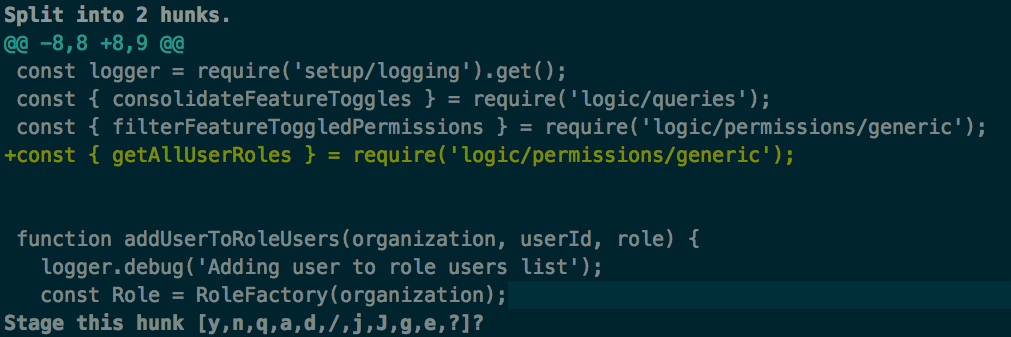 Split into 2 hunks.
@@ -8,8 +8,9 @@
 const logger = require('setup/logging').get();
 const { consolidateFeatureToggles } = require('logic/queries');
 const { filterFeatureToggledPermissions } = require('logic/permissions/generic');
+const { getAllUserRoles } = require('logic/permissions/generic');
 function addUserToRoleUsers(organization, userId, role) {
   logger.debug('Adding user to role users list');
   const Role = RoleFactory(organization);
Stage this hunk [y,n,q,a,d,/,j,J,g,e,?]?